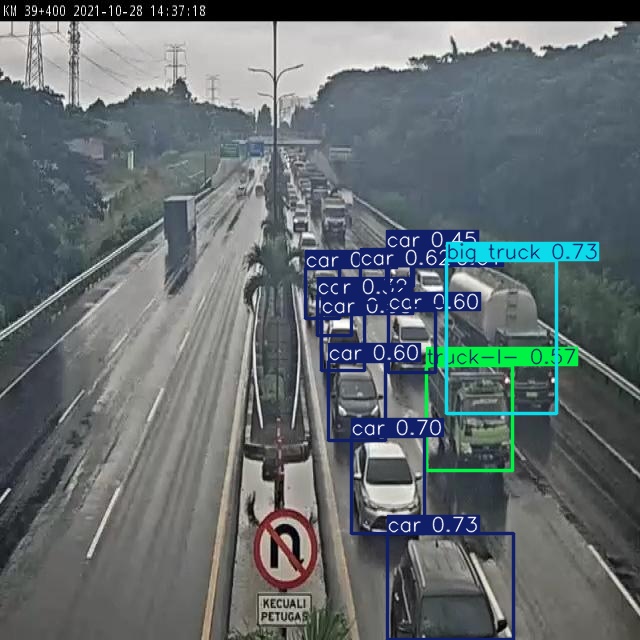 KM 39+400 2021-10-28 14:37:18
car 0.45
big truck 0.73
car 0.62
car 0.60
car 0.60
truck-l- 0.57
car 0.70
car 0.73
KECUALI
PETUGAS